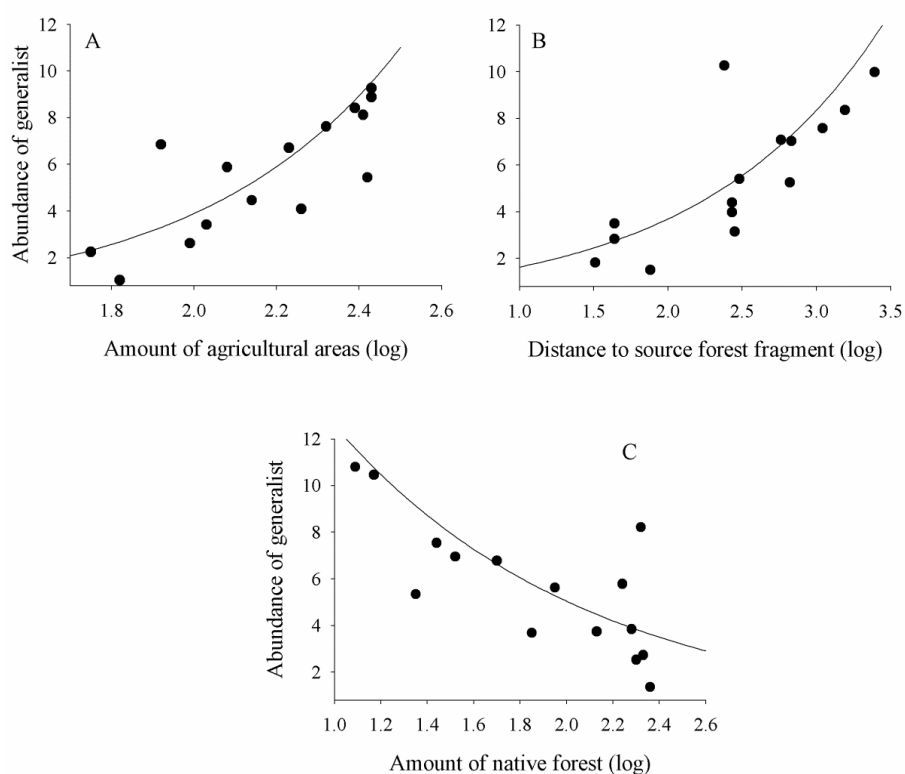 A
Abundance of generalist
12
10
8
6
4
2
1.8 2.0 2.2 2.4 2.6
Amount of agricultural areas (log)
B
12
10
8
6
4
2
1.0 1.5 2.0 2.5 3.0 3.5
Distance to source forest fragment (log)
C
Abundance of generalist
12
10
8
6
4
2
1.0 1.2 1.4 1.6 1.8 2.0 2.2 2.4 2.6
Amount of native forest (log)